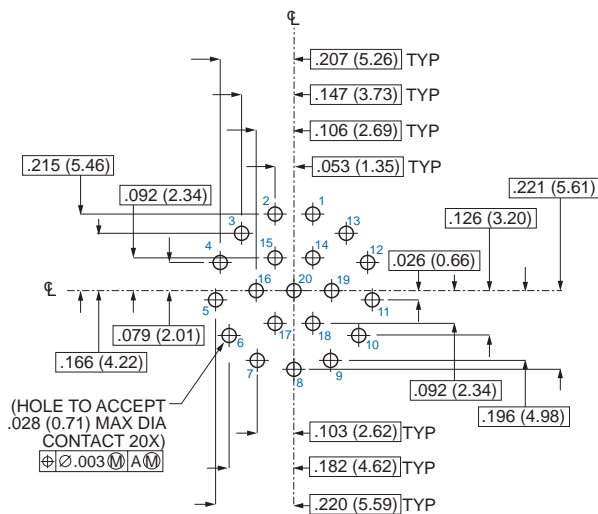 ℄
.207 (5.26) TYP
.147 (3.73) TYP
.106 (2.69) TYP
.053 (1.35) TYP
.215 (5.46)
.092 (2.34)
.221 (5.61)
.126 (3.20)
.026 (0.66)
2 1
3 13
15 14
4 12
℄
16 20 19
5 11
.079 (2.01)
17 18
6 10
.166 (4.22)
7 8 9
.092 (2.34)
.196 (4.98)
(HOLE TO ACCEPT
.028 (0.71) MAX DIA
CONTACT 20X)
⌖ ∅.003 Ⓜ A Ⓜ
.103 (2.62) TYP
.182 (4.62) TYP
.220 (5.59) TYP